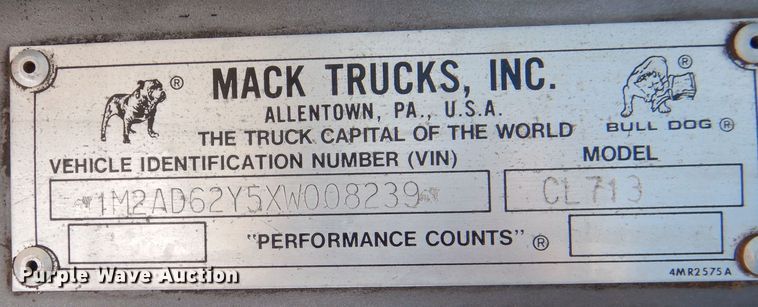 MACK TRUCKS, INC.
ALLENTOWN, PA., U.S.A.
THE TRUCK CAPITAL OF THE WORLD
®
BULL DOG ®
VEHICLE IDENTIFICATION NUMBER (VIN)
MODEL
1M2AD62Y5XW008239
CL713
"PERFORMANCE COUNTS" ®
4MR2575A
Purple Wave Auction